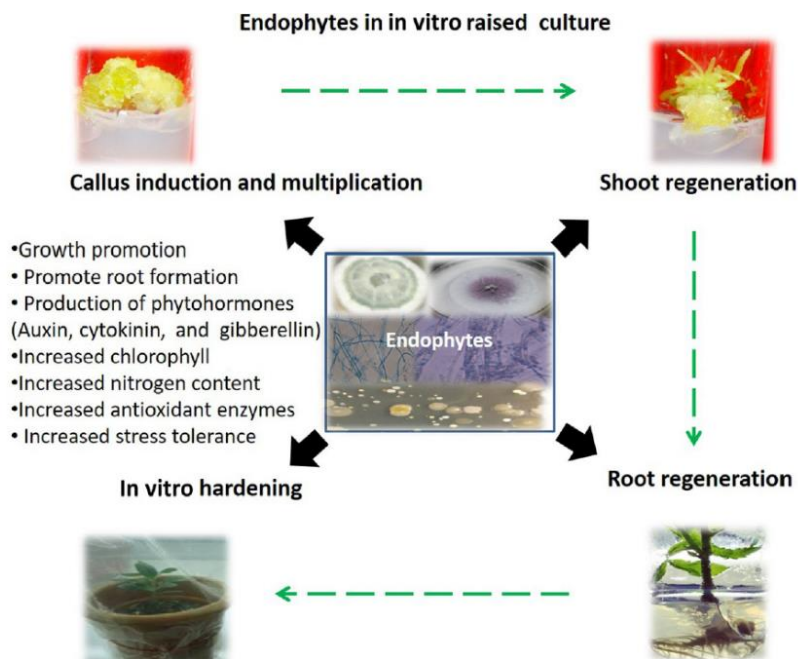 Endophytes in in vitro raised culture
Callus induction and multiplication
Shoot regeneration
•Growth promotion
• Promote root formation
• Production of phytohormones
(Auxin, cytokinin, and gibberellin)
•Increased chlorophyll
•Increased nitrogen content
•Increased antioxidant enzymes
• Increased stress tolerance
Endophytes
In vitro hardening
Root regeneration